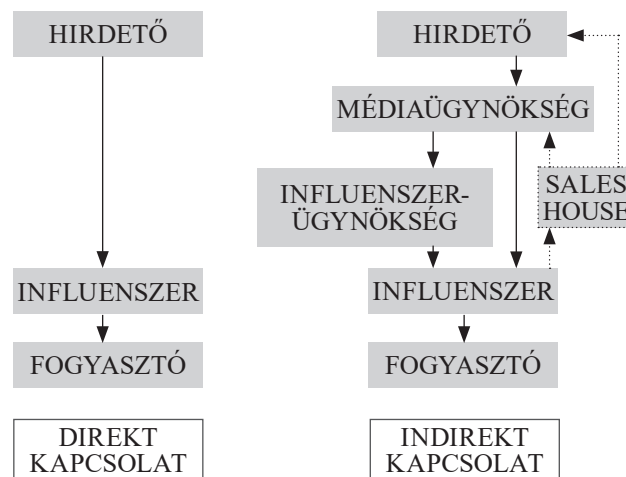 HIRDETŐ
INFLUENSZER
FOGYASZTÓ
DIREKT
KAPCSOLAT
HIRDETŐ
MÉDIAÜGYNÖKSÉG
INFLUENSZER-
ÜGYNÖKSÉG
SALES
HOUSE
INFLUENSZER
FOGYASZTÓ
INDIREKT
KAPCSOLAT